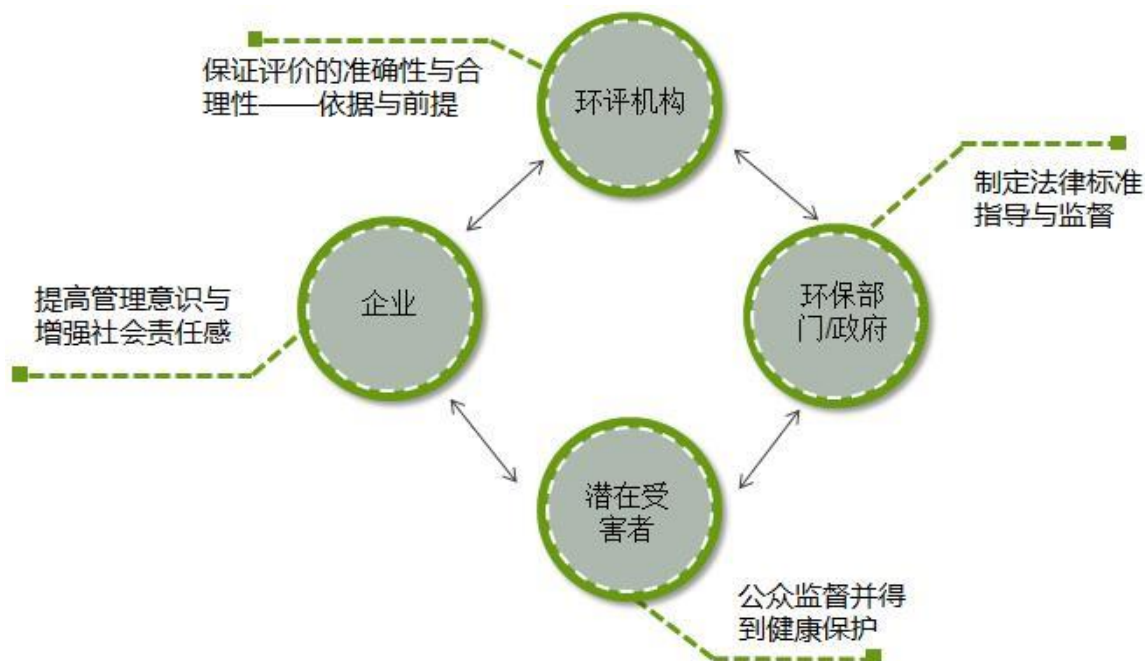 保证评价的准确性与合
理性——依据与前提
环评机构
制定法律标准
指导与监督
提高管理意识与
增强社会责任感
企业
环保部
门/政府
潜在受
害者
公众监督并得
到健康保护